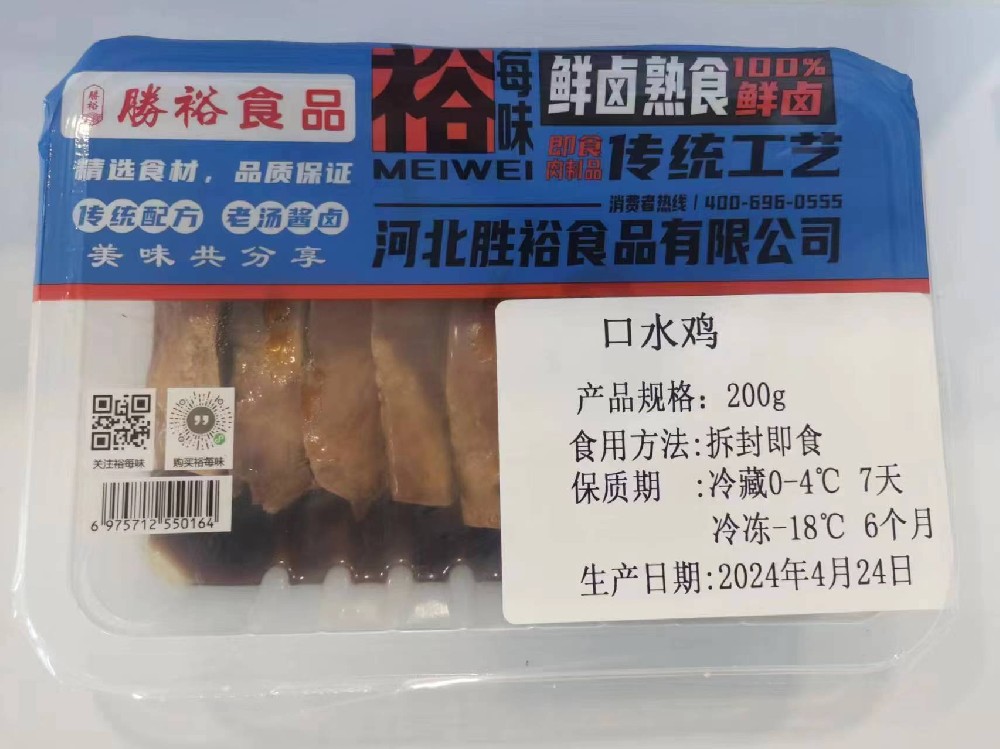 勝裕
勝裕食品
精选食材，品质保证
传统配方 老汤酱卤
美味共分享
裕每味
MEIWEI
鲜卤熟食
100%
鲜卤
即食
肉制品
传统工艺
消费者热线 | 400-696-0555
河北胜裕食品有限公司
口水鸡
产品规格: 200g
食用方法:拆封即食
保质期 :冷藏0-4℃ 7天
冷冻-18℃ 6个月
生产日期:2024年4月24日
关注裕每味
购买裕每味
6 975712 550164